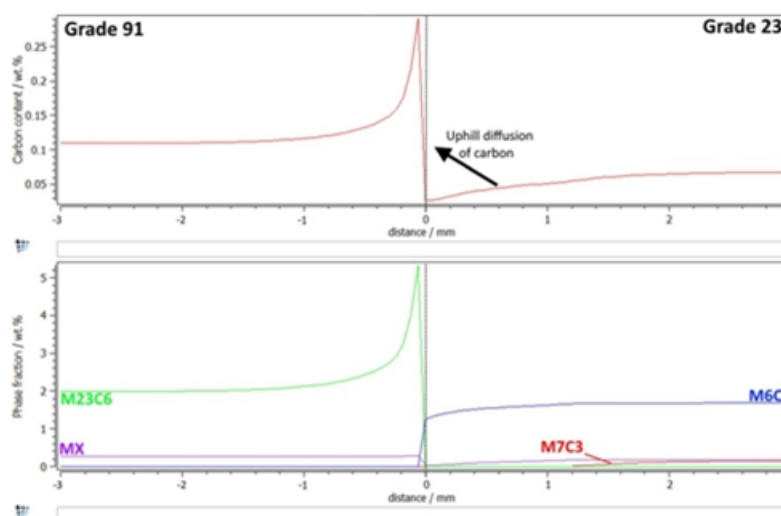 Grade 91
Grade 23
Carbon content / wt. %
0.25
0.2
0.15
0.1
0.05
Uphill diffusion
of carbon
-3
-2
-1
0
1
2
distance / mm
Phase fraction / wt. %
5
4
3
2
1
0
M23C6
MX
M6C
M7C3
-3
-2
-1
0
1
2
distance / mm